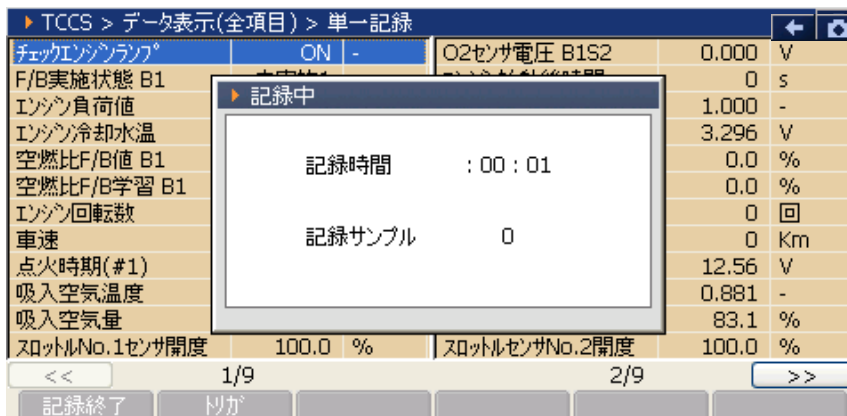 TCCS > データ表示(全項目) > 単一記録
ﾁｪｯｸｴﾝｼﾞﾝﾗﾝﾌﾟ ON -
O2センサ電圧 B1S2 0.000 V
F/B実施状態 B1
0 s
エンジン負荷値
1.000 -
エンジン冷却水温
3.296 V
空燃比F/B値 B1
0.0 %
空燃比F/B学習 B1
0.0 %
エンジン回転数
0 回
車速
0 Km
点火時期(#1)
12.56 V
吸入空気温度
0.881 -
吸入空気量
83.1 %
ｽﾛｯﾄﾙNo.1センサ開度 100.0 %
ｽﾛｯﾄﾙセンサNo.2開度 100.0 %
記録中
記録時間 :00 : 01
記録サンプル 0
<< 1/9 2/9 >>
記録終了 ﾄﾘｶﾞ